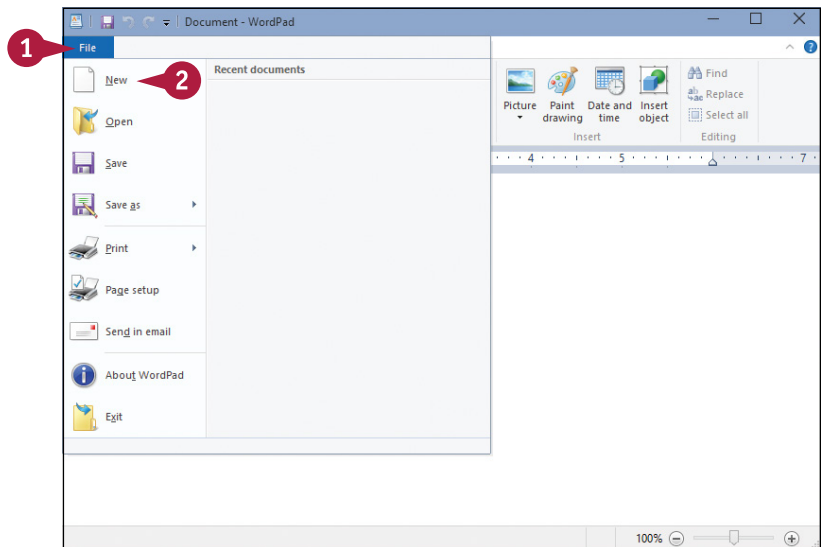 Document - WordPad
1
File
New
2
Recent documents
Open
Save
Save as
Print
Page setup
Send in email
About WordPad
Exit
Picture
Paint drawing
Date and time
Insert object
Insert
Find
Replace
Select all
Editing
4 5 7
100%